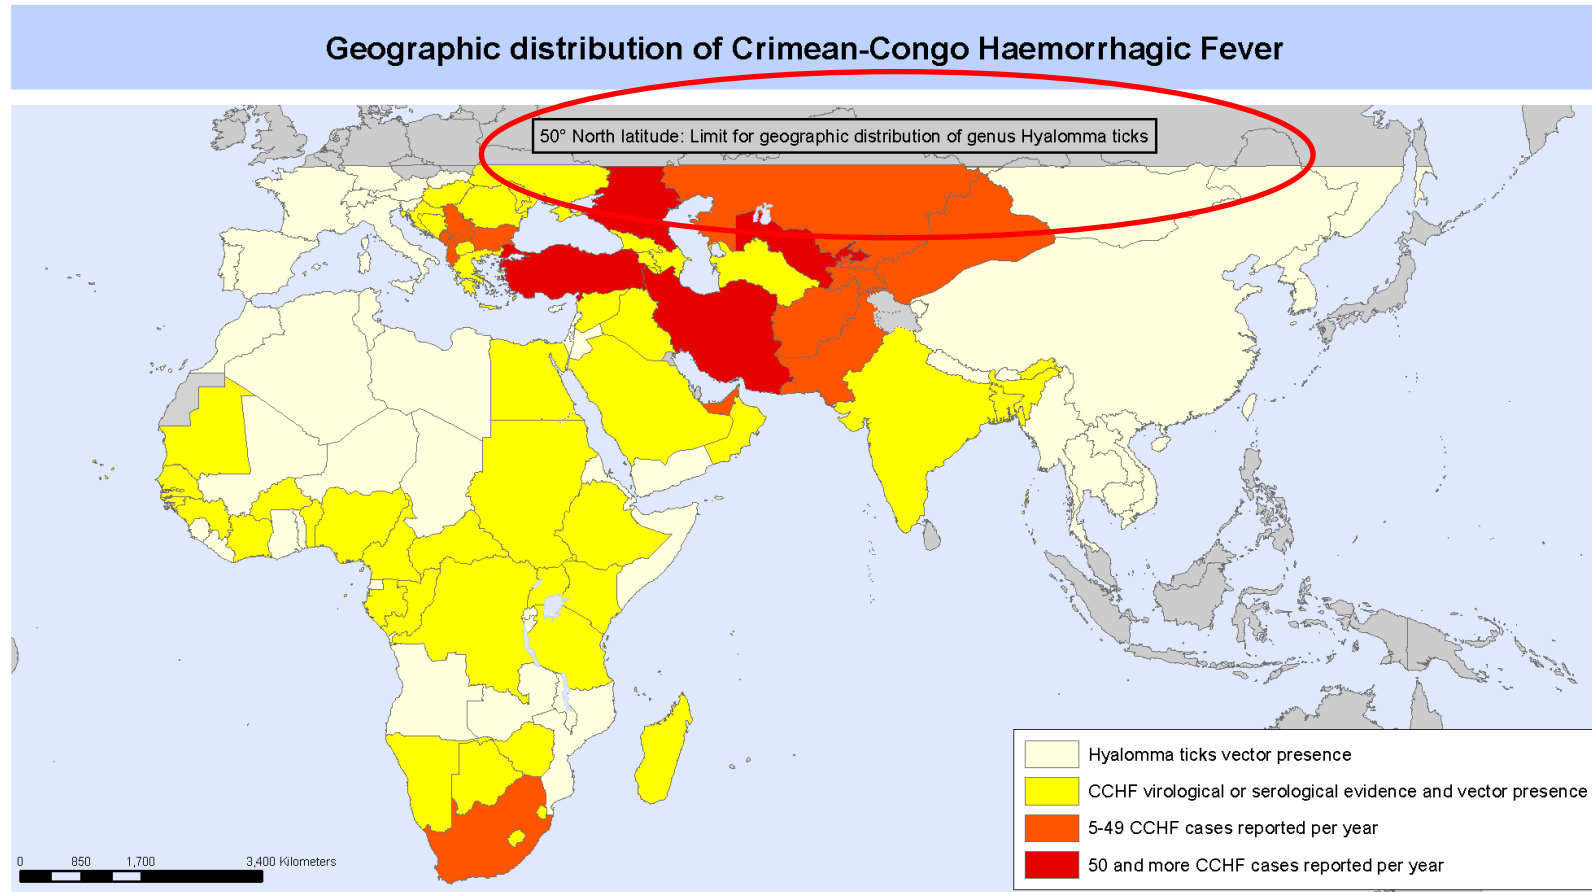 Geographic distribution of Crimean-Congo Haemorrhagic Fever
50° North latitude: Limit for geographic distribution of genus Hyalomma ticks
Hyalomma ticks vector presence
CCHF virological or serological evidence and vector presence
5-49 CCHF cases reported per year
50 and more CCHF cases reported per year
0 850 1,700 3,400 Kilometers